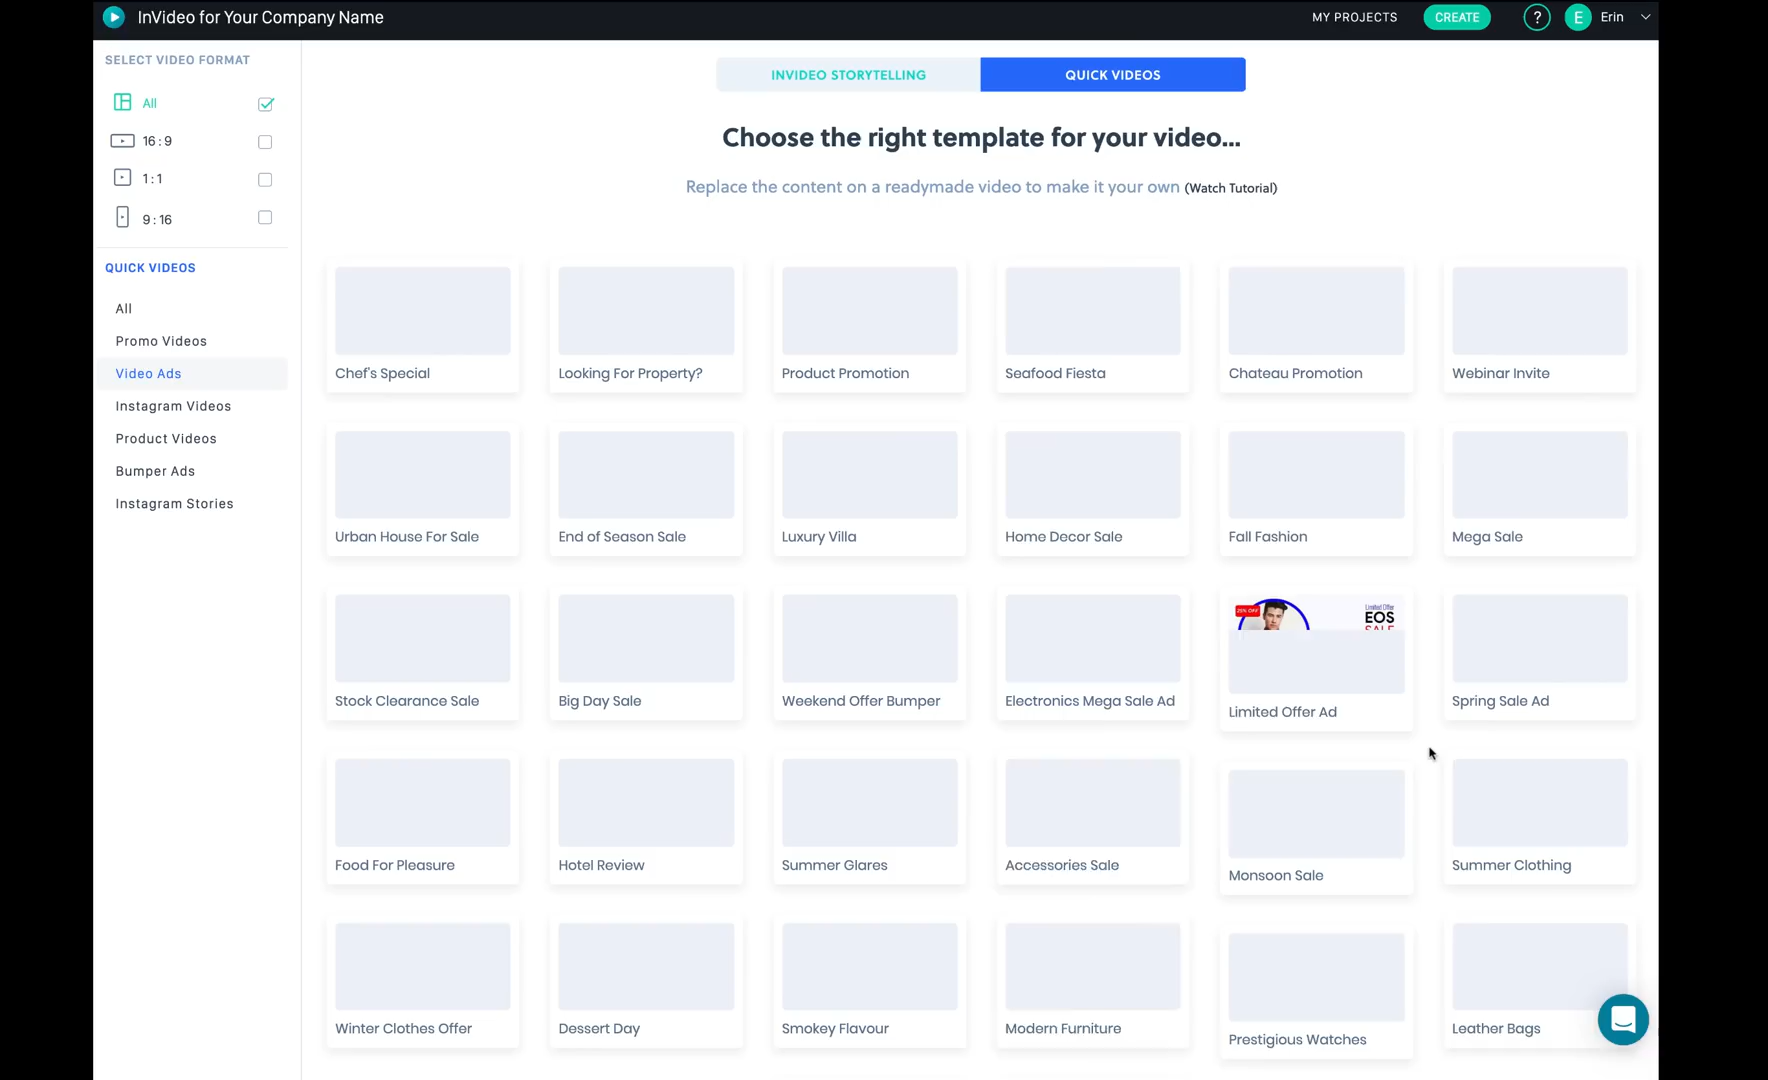 InVideo for Your Company Name
MY PROJECTS
CREATE
?
E
Erin
SELECT VIDEO FORMAT
All
16 : 9
1 : 1
9 : 16
QUICK VIDEOS
All
Promo Videos
Video Ads
Instagram Videos
Product Videos
Bumper Ads
Instagram Stories
INVIDEO STORYTELLING
QUICK VIDEOS
Choose the right template for your video...
Replace the content on a readymade video to make it your own (Watch Tutorial)
Chef's Special
Looking For Property?
Product Promotion
Seafood Fiesta
Chateau Promotion
Webinar Invite
Urban House For Sale
End of Season Sale
Luxury Villa
Home Decor Sale
Fall Fashion
Mega Sale
Stock Clearance Sale
Big Day Sale
Weekend Offer Bumper
Electronics Mega Sale Ad
20% OFF
Limited Offer
EOS
SALE
Limited Offer Ad
Spring Sale Ad
Food For Pleasure
Hotel Review
Summer Glares
Accessories Sale
Monsoon Sale
Summer Clothing
Winter Clothes Offer
Dessert Day
Smokey Flavour
Modern Furniture
Prestigious Watches
Leather Bags